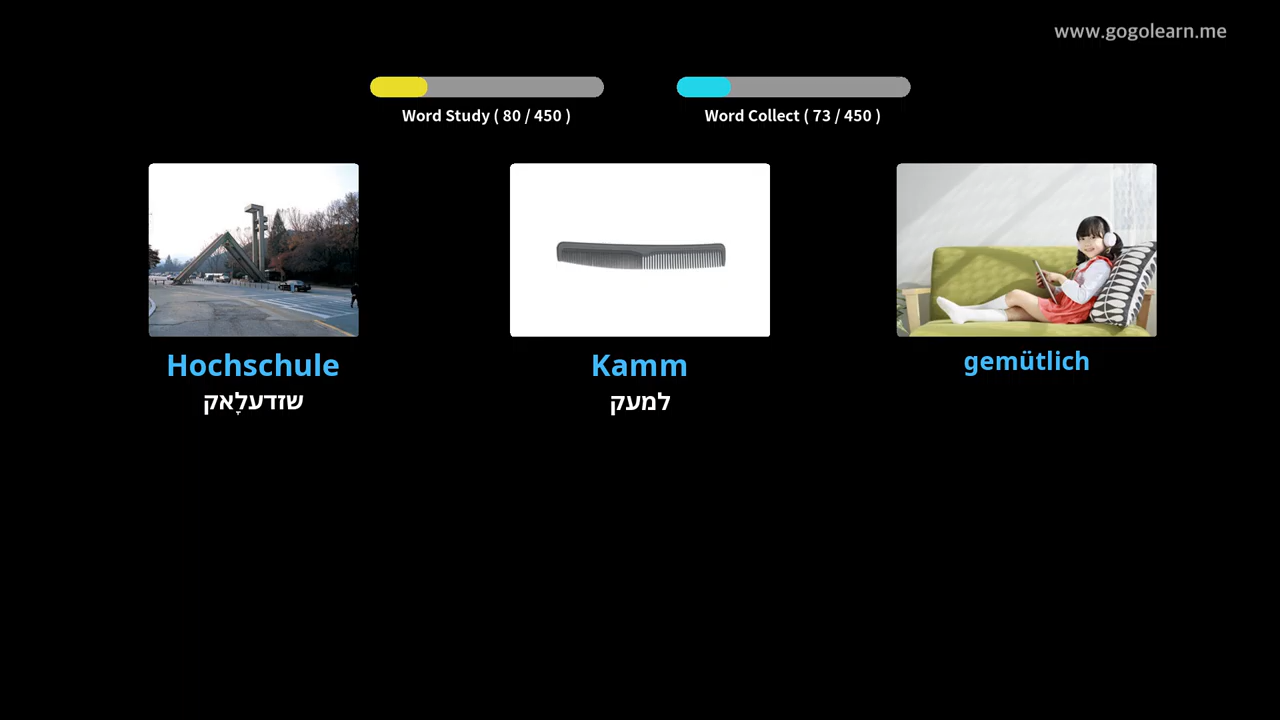 www.gogolearn.me
Word Study ( 80 / 450 )
Word Collect ( 73 / 450 )
Hochschule
שזדעלָאק
Kamm
למעק
gemütlich